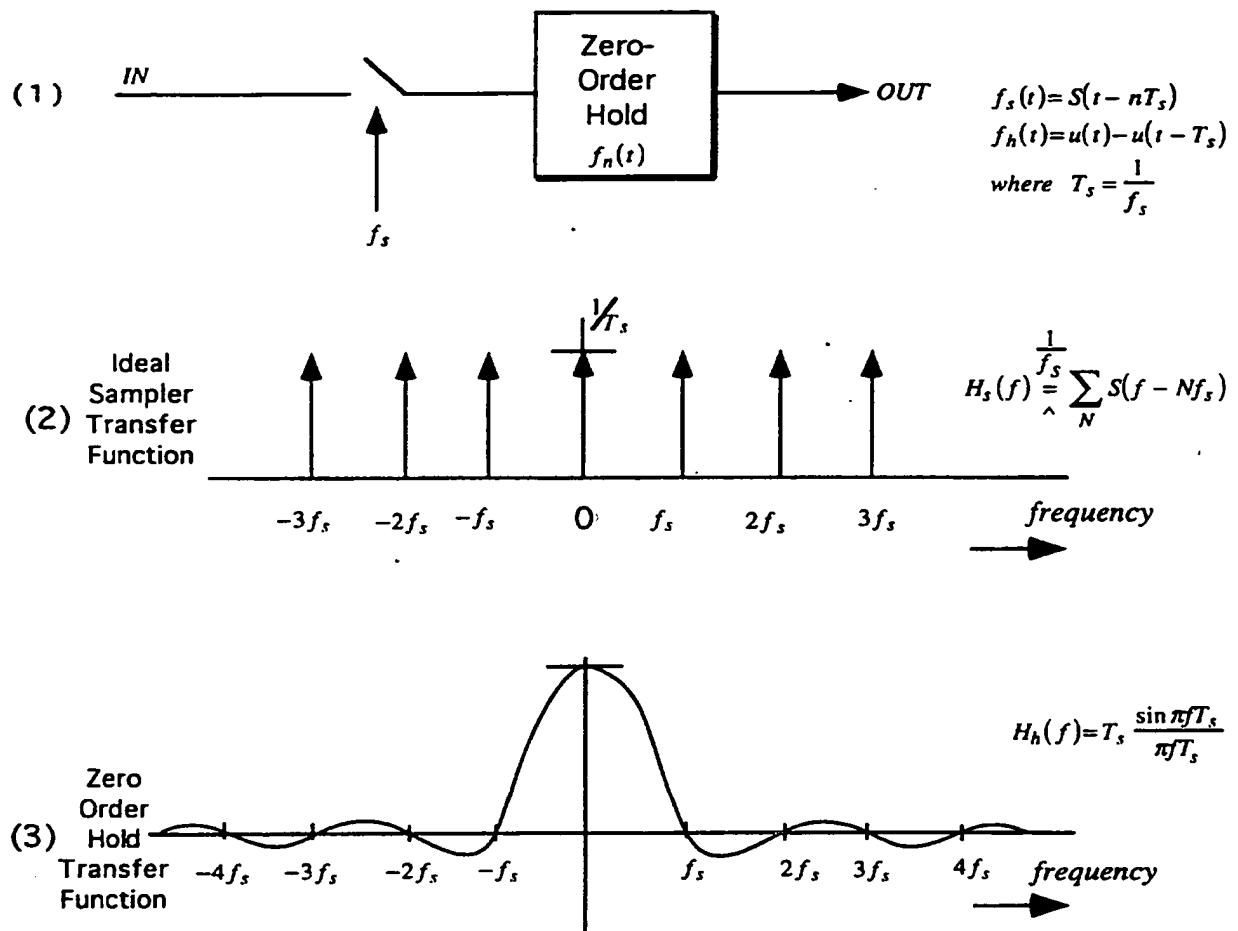 (1)
IN
Zero-
Order
Hold
f_n(t)
OUT
f_s
f_s(t)=S(t-nT_s)
f_h(t)=u(t)-u(t-T_s)
where T_s=1/f_s
(2)
Ideal
Sampler
Transfer
Function
1/T_s
-3f_s -2f_s -f_s 0 f_s 2f_s 3f_s
frequency
H_s(f) = 1/f_s ^ ∑_N S(f-Nf_s)
(3)
Zero
Order
Hold
Transfer
Function
-4f_s -3f_s -2f_s -f_s f_s 2f_s 3f_s 4f_s
frequency
H_h(f)=T_s sin πfT_s/πfT_s